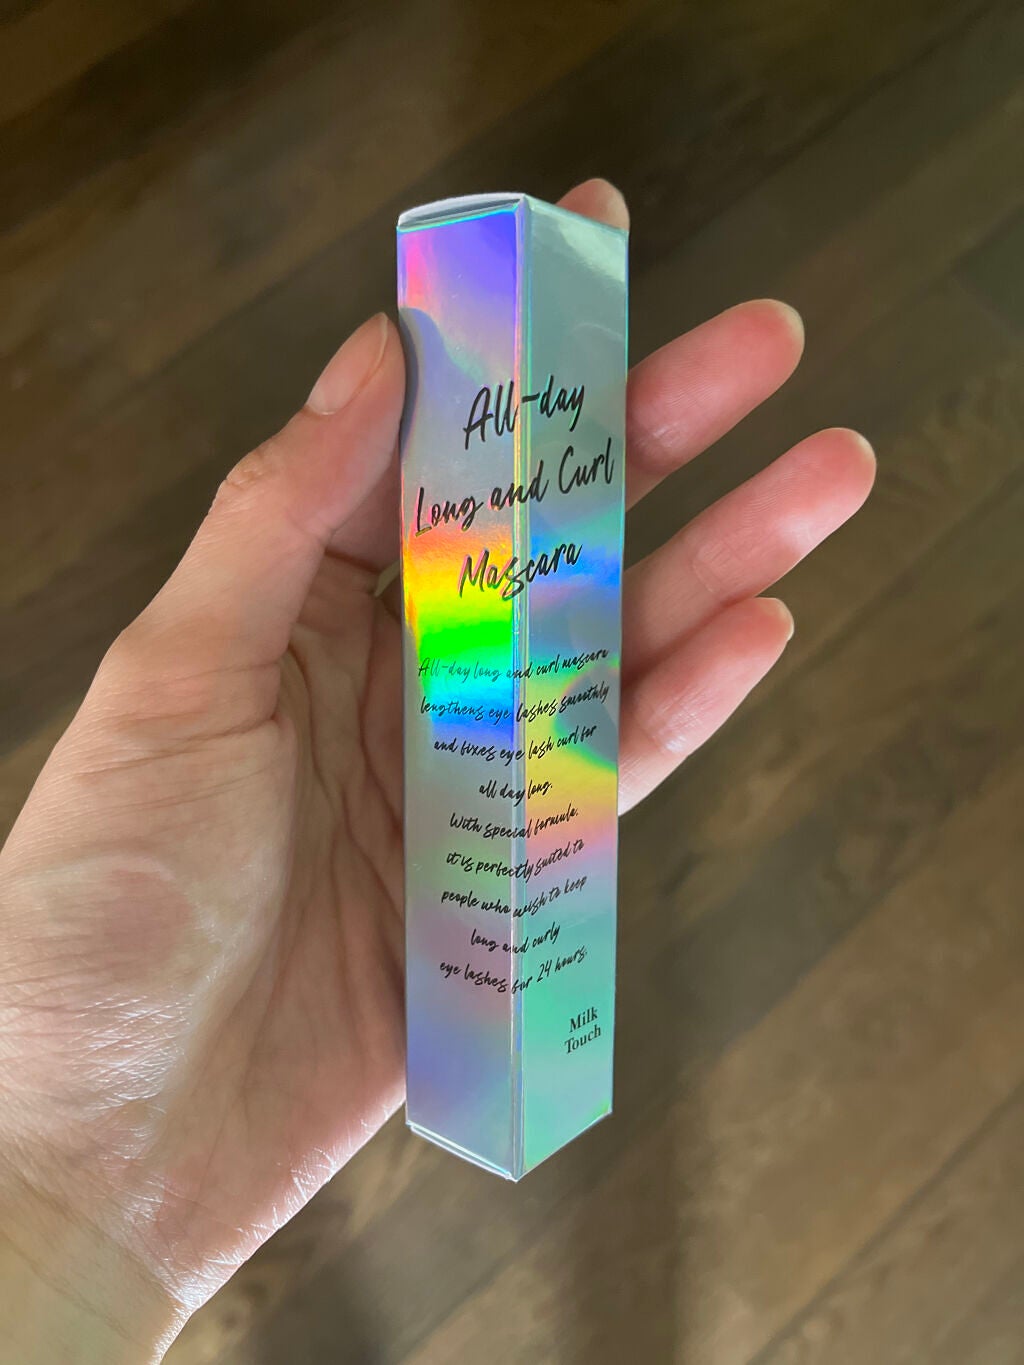 All-day
Long and Curl
Mascara
All-day long and curl mascara
lengthens eye lashes smoothly
and fixes eye lash curl for
all day long.
With special formula.
it is perfectly suited to
people who wish to keep
long and curly
eye lashes for 24 hours.
Milk
Touch